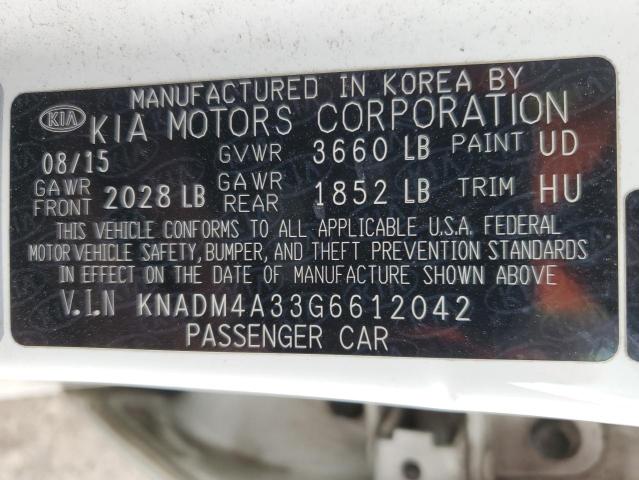 MANUFACTURED IN KOREA BY
KIA KIA MOTORS CORPORATION
08/15 GVWR 3660 LB PAINT UD
GAWR FRONT 2028 LB GAWR REAR 1852 LB TRIM HU
THIS VEHICLE CONFORMS TO ALL APPLICABLE U.S.A. FEDERAL
MOTOR VEHICLE SAFETY, BUMPER, AND THEFT PREVENTION STANDARDS
IN EFFECT ON THE DATE OF MANUFACTURE SHOWN ABOVE
V.I.N KNADM4A33G6612042
PASSENGER CAR